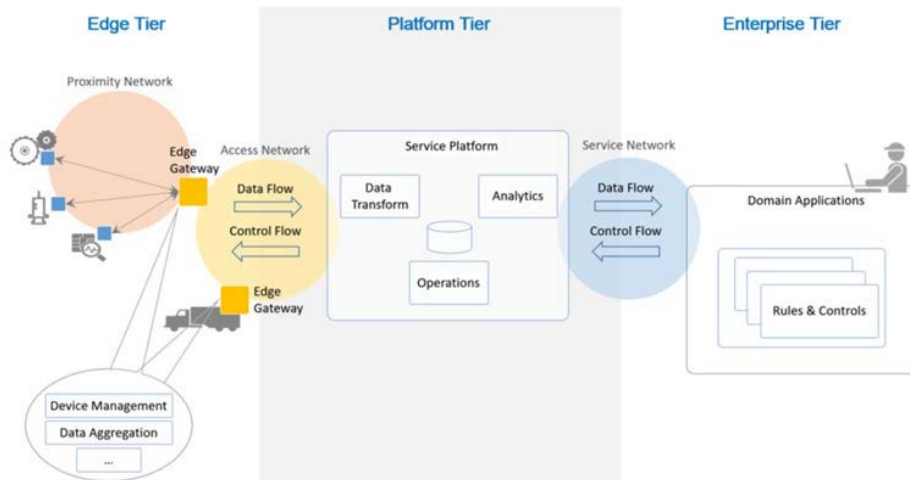 Edge Tier
Platform Tier
Enterprise Tier
Proximity Network
Edge
Gateway
Access Network
Data Flow
Control Flow
Edge
Gateway
Device Management
Data Aggregation
...
Service Platform
Data
Transform
Analytics
Operations
Service Network
Data Flow
Control Flow
Domain Applications
Rules & Controls